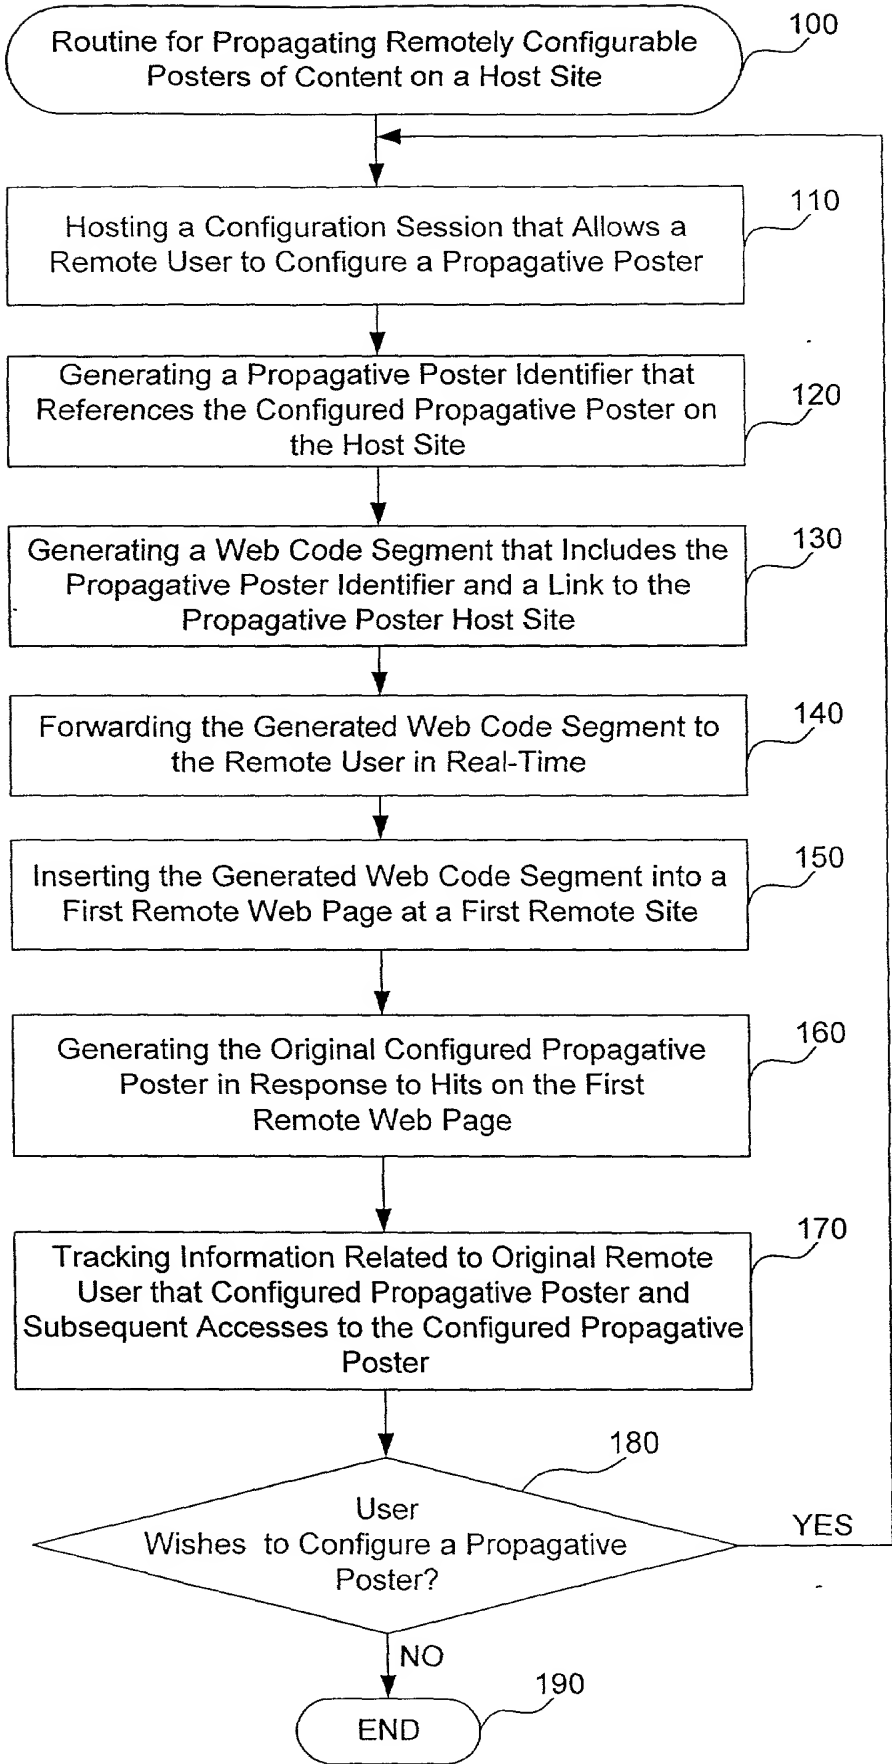 Routine for Propagating Remotely Configurable
Posters of Content on a Host Site
100
Hosting a Configuration Session that Allows a
Remote User to Configure a Propagative Poster
110
Generating a Propagative Poster Identifier that
References the Configured Propagative Poster on
the Host Site
120
Generating a Web Code Segment that Includes the
Propagative Poster Identifier and a Link to the
Propagative Poster Host Site
130
Forwarding the Generated Web Code Segment to
the Remote User in Real-Time
140
Inserting the Generated Web Code Segment into a
First Remote Web Page at a First Remote Site
150
Generating the Original Configured Propagative
Poster in Response to Hits on the First
Remote Web Page
160
Tracking Information Related to Original Remote
User that Configured Propagative Poster and
Subsequent Accesses to the Configured Propagative
Poster
170
180
User
Wishes to Configure a Propagative
Poster?
YES
NO
END
190